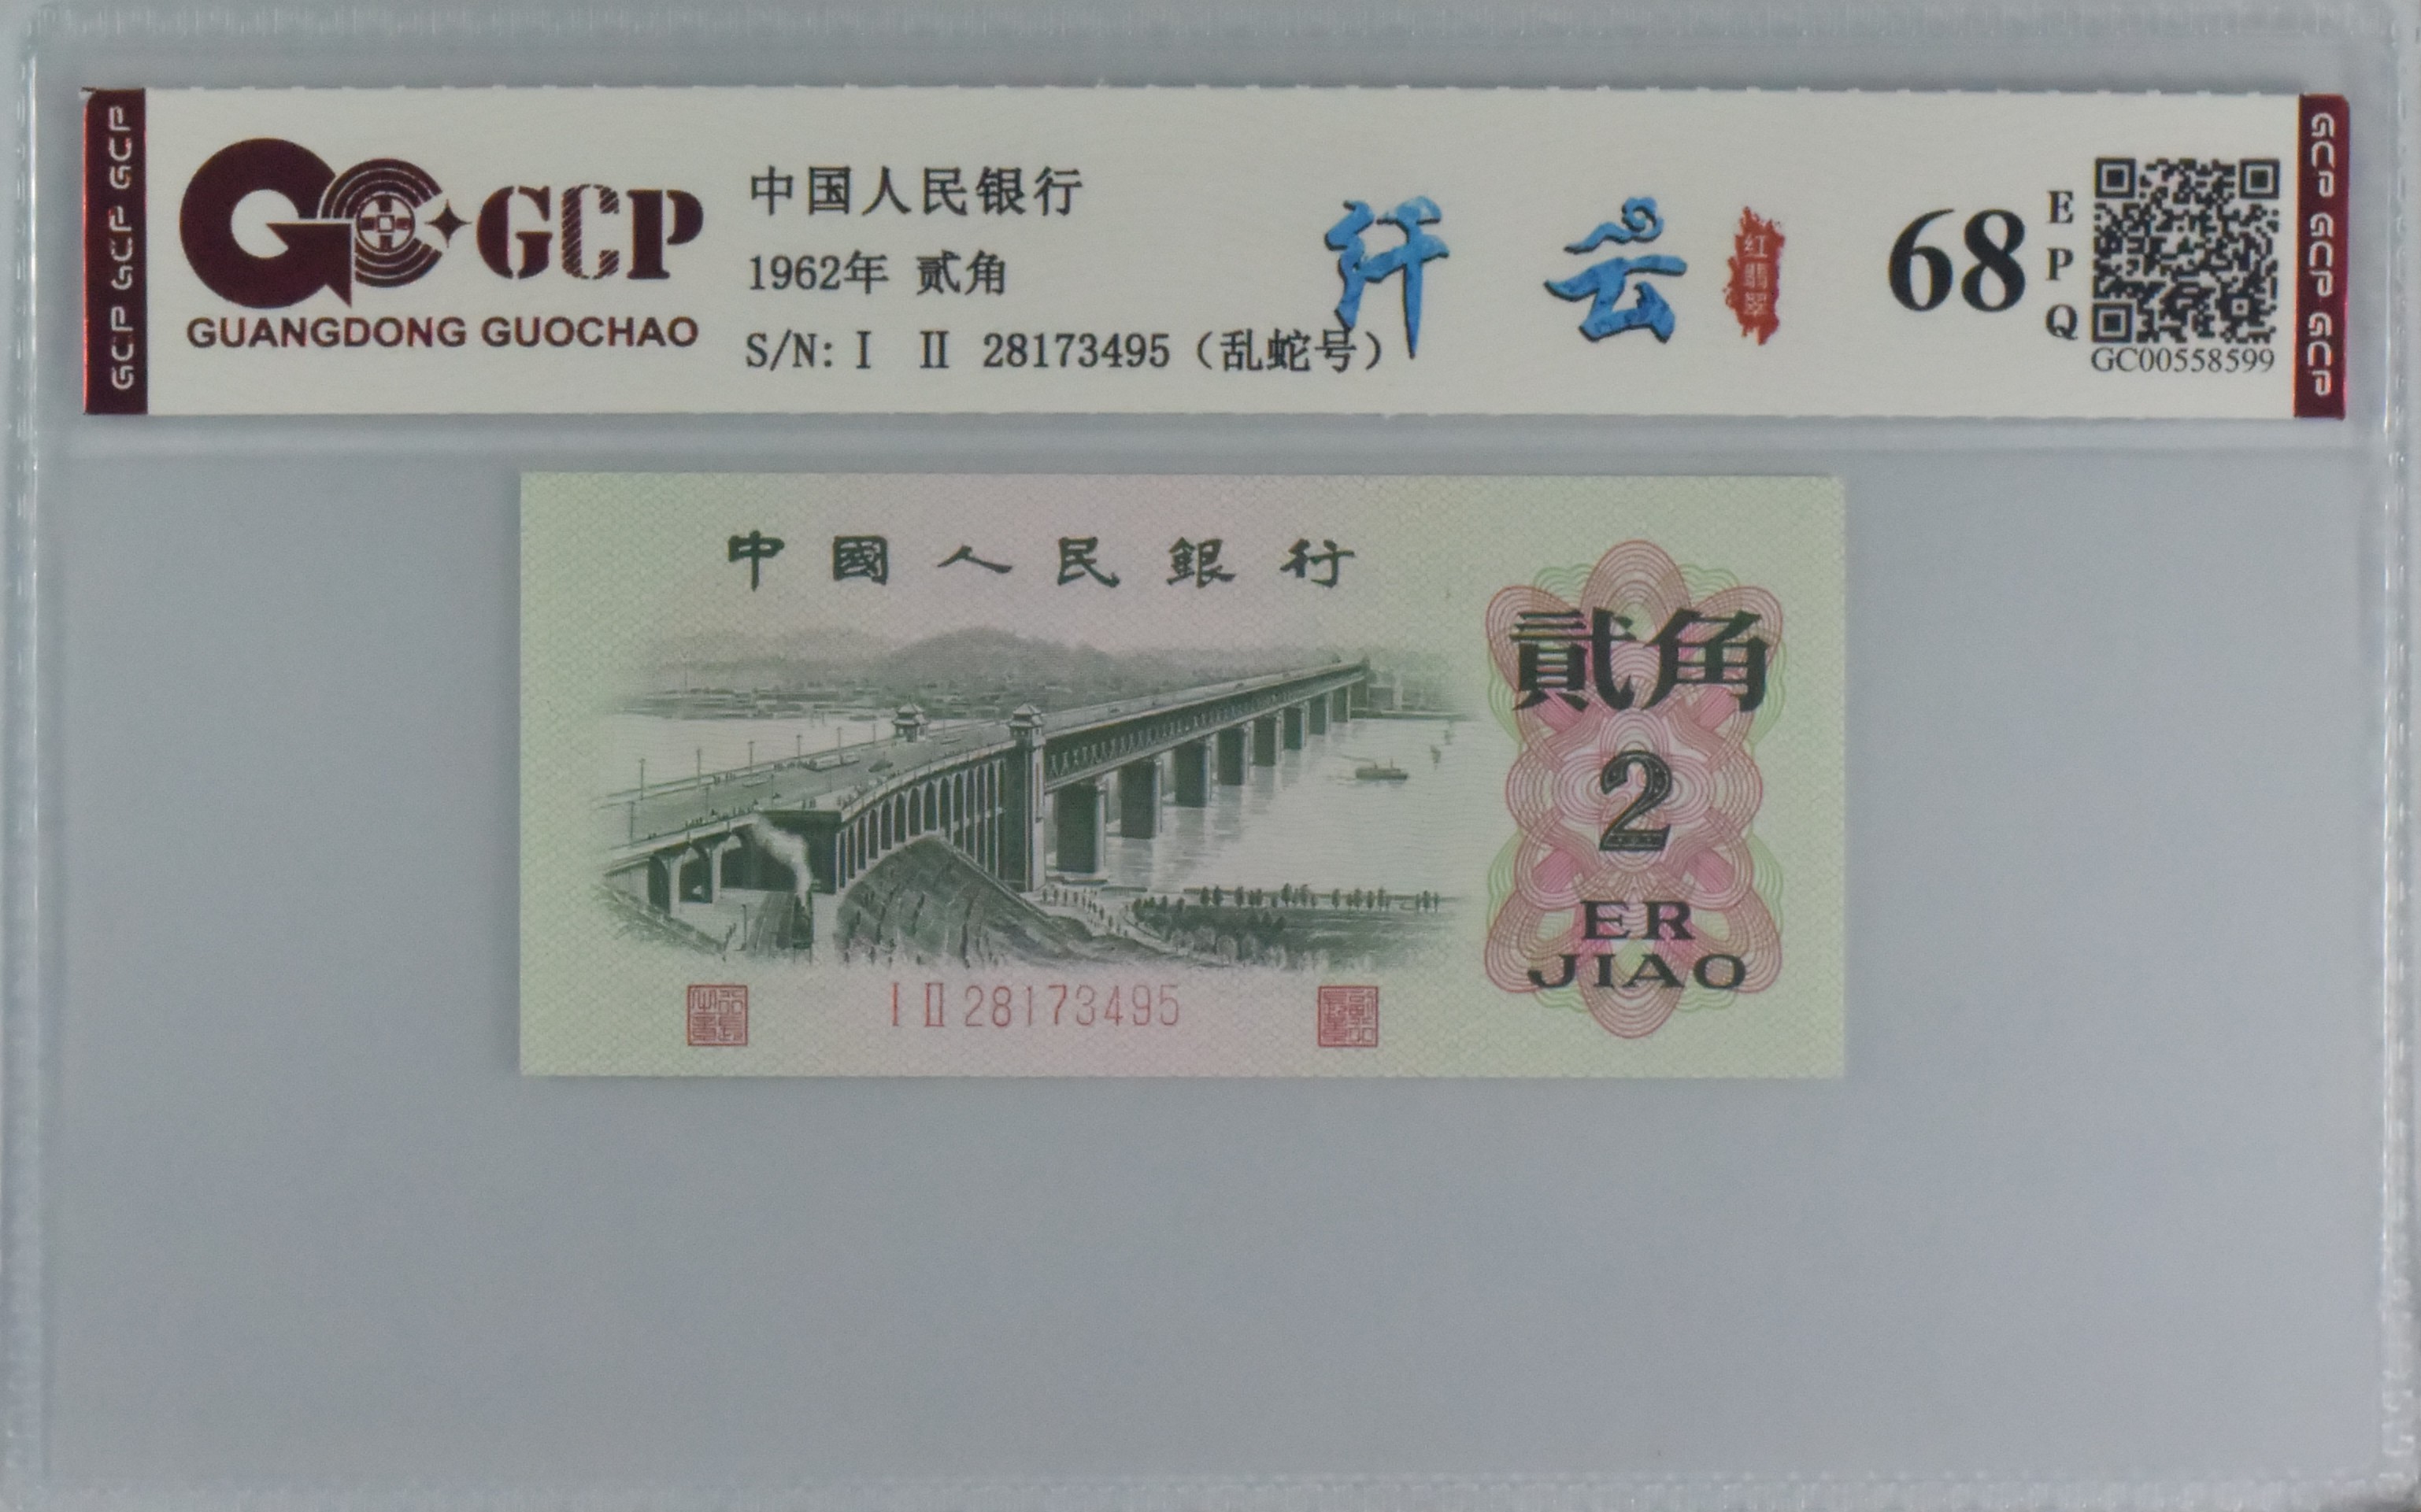 GCP GCP GCP
GCP
GUANGDONG GUOCHAO
中国人民银行
1962年 贰角
S/N: I II 28173495（乱蛇号）
纤云
红翡翠
68
EPQ
GC00558599
GCP GCP GCP
中國人民銀行
貳角
2
ER
JIAO
I II 28173495